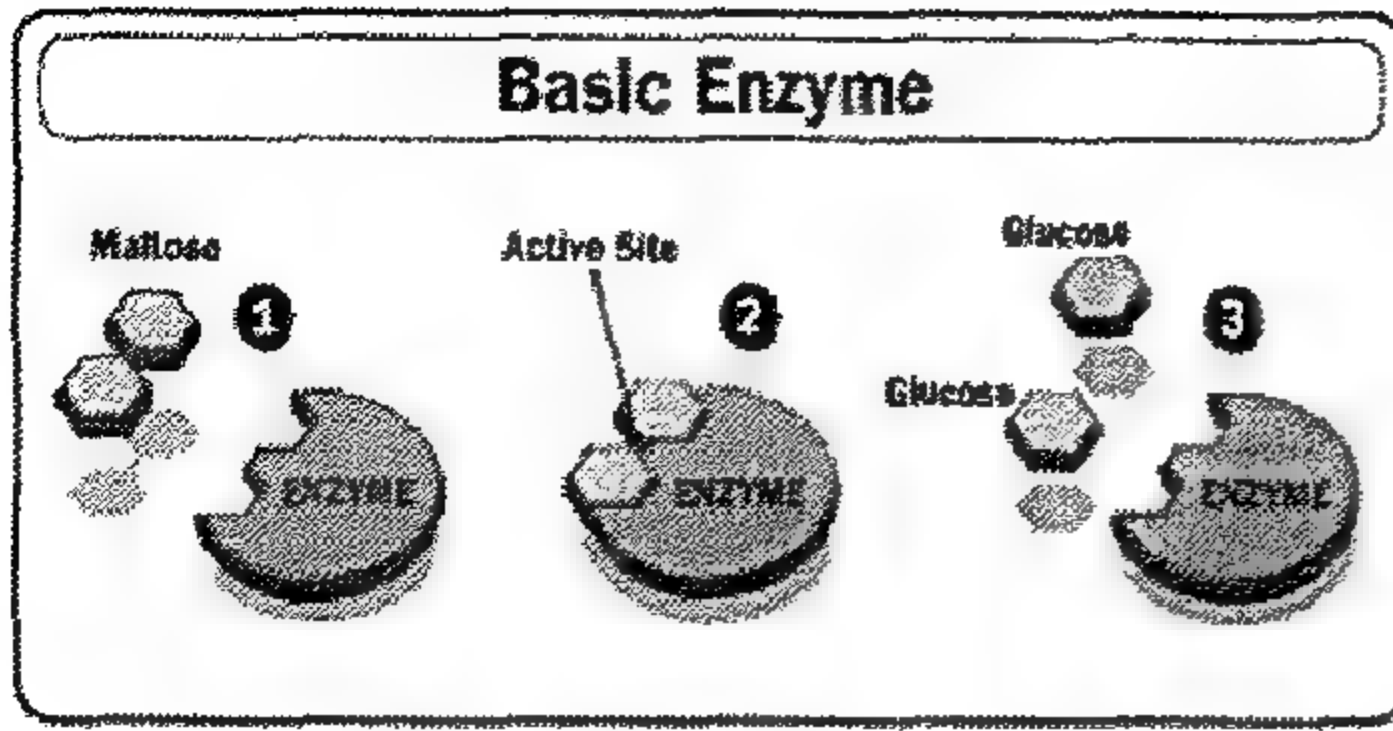 Basic Enzyme
Maltose
1
ENZYME
Active Site
2
ENZYME
Glucose
Glucose
3
ENZYME